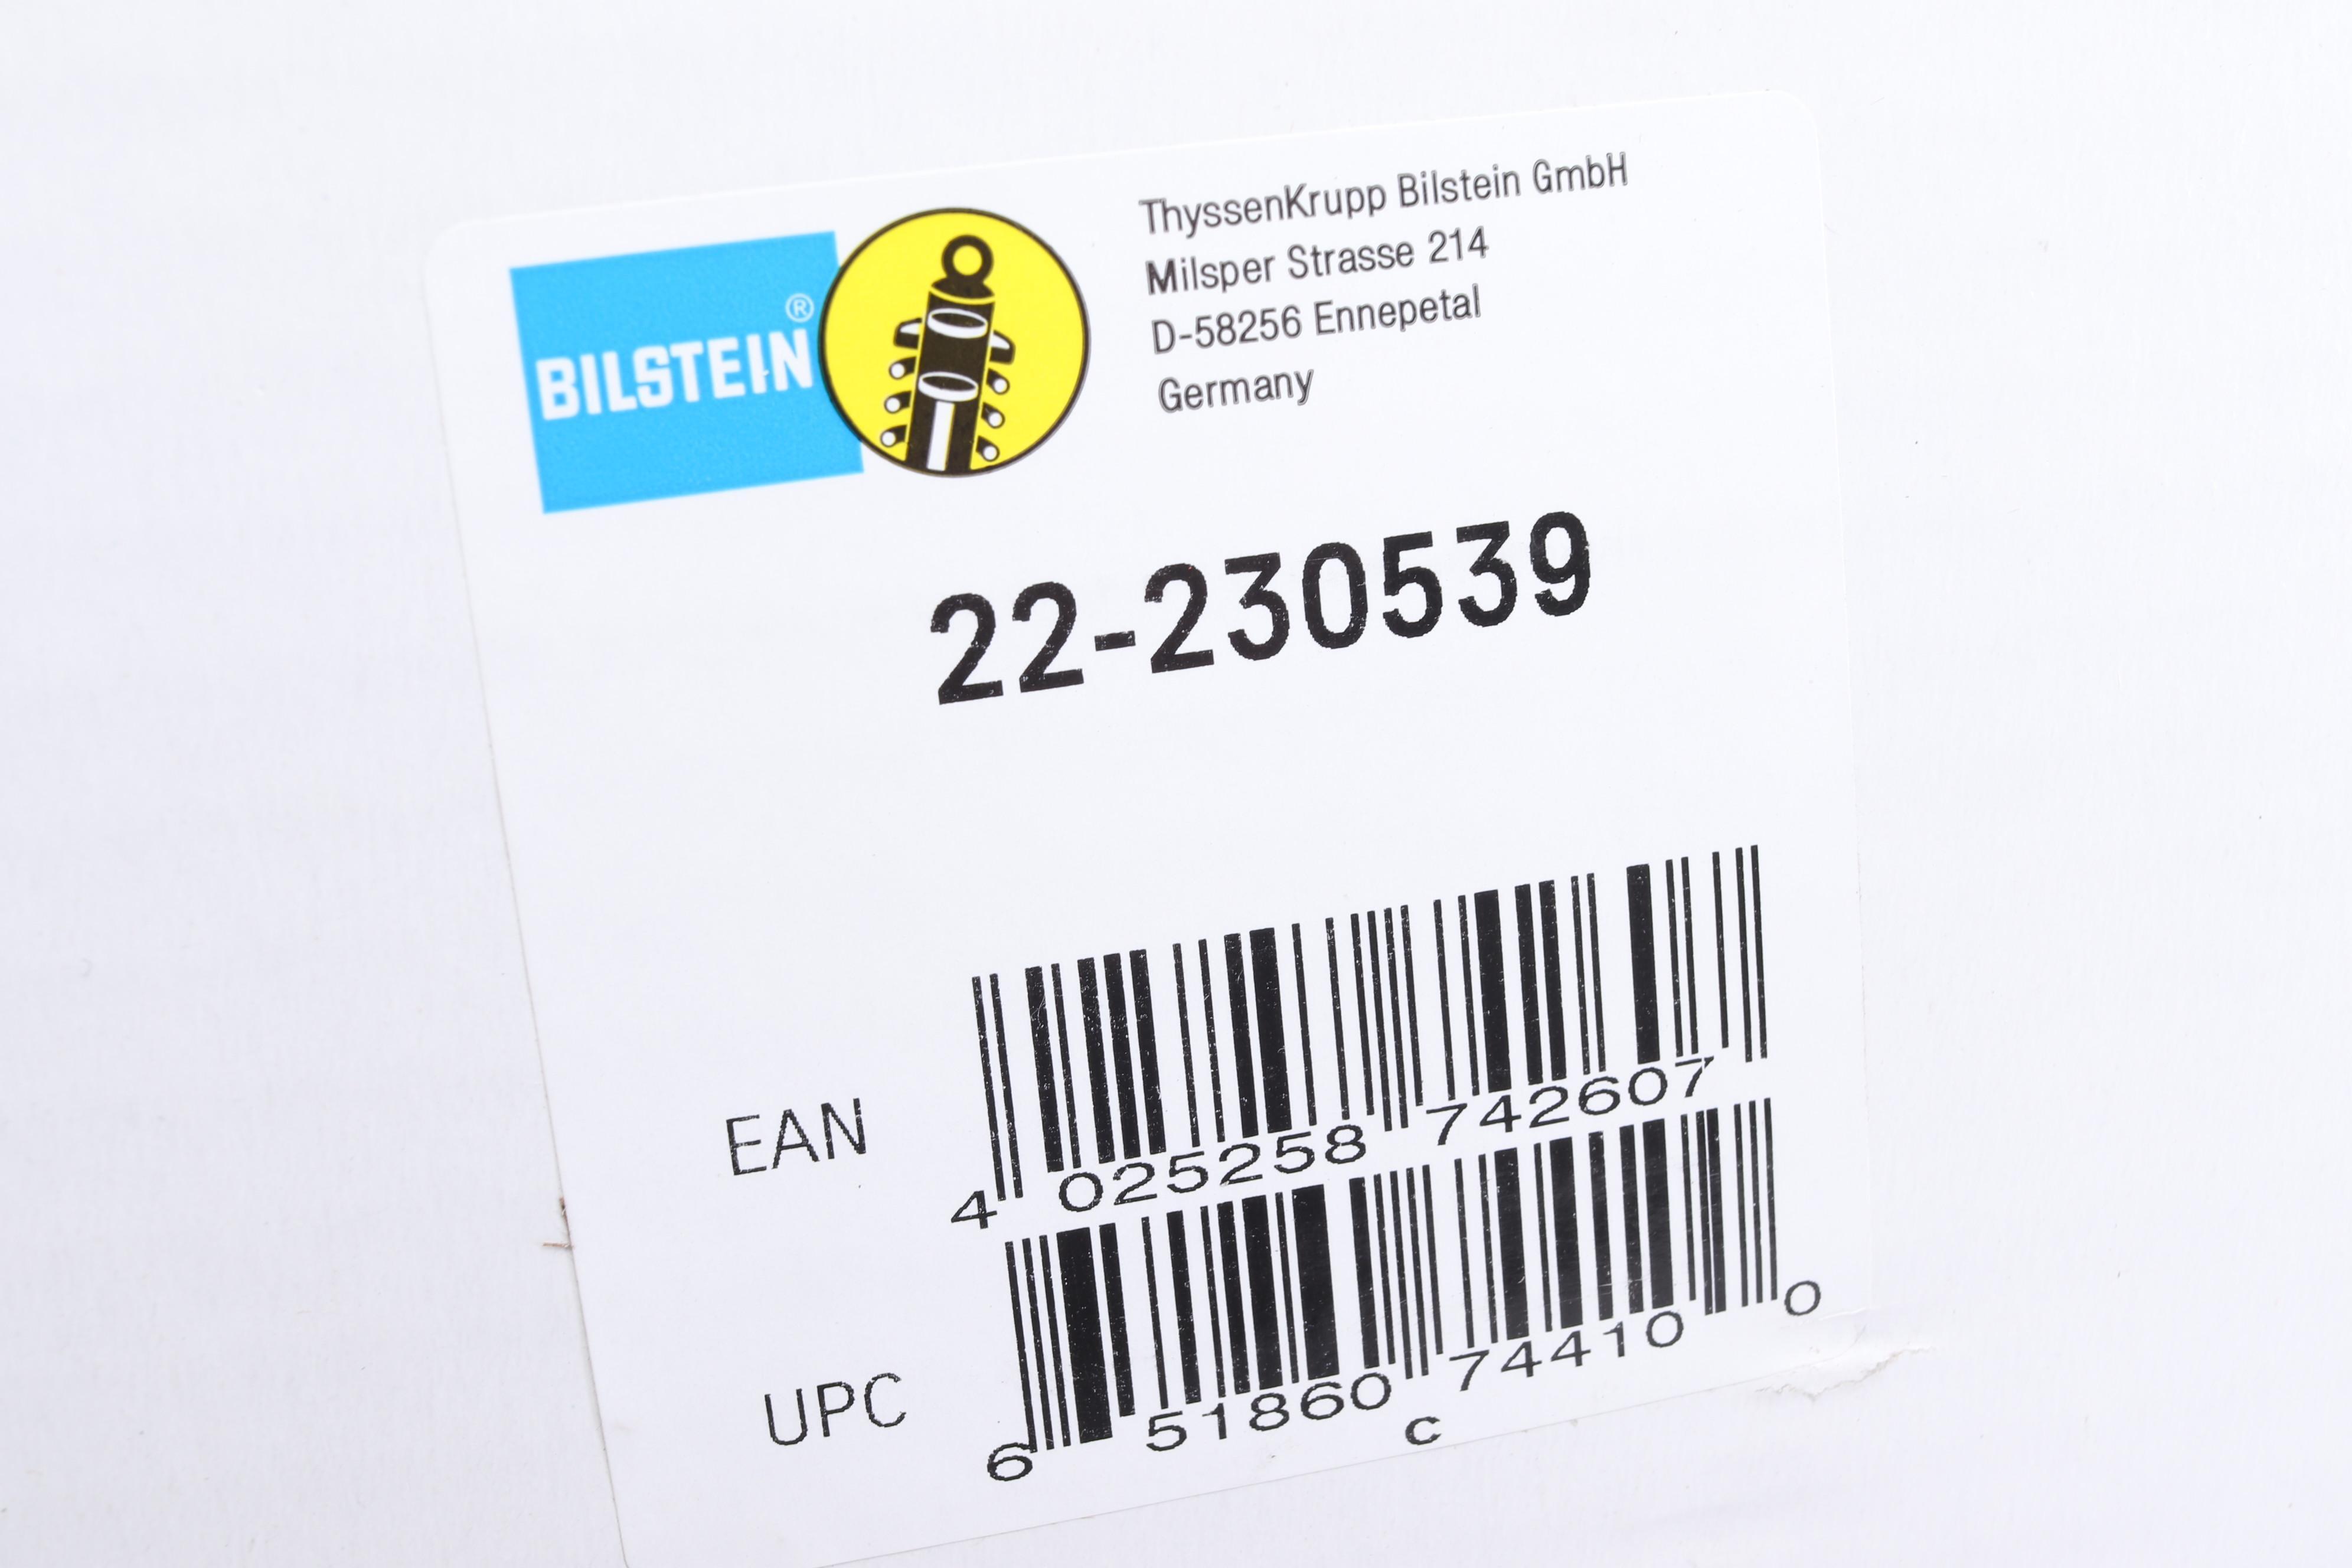 BILSTEIN®
ThyssenKrupp Bilstein GmbH
Milsper Strasse 214
D-58256 Ennepetal
Germany
22-230539
EAN
4 025258 742607
UPC
6 51860 74410 0
C